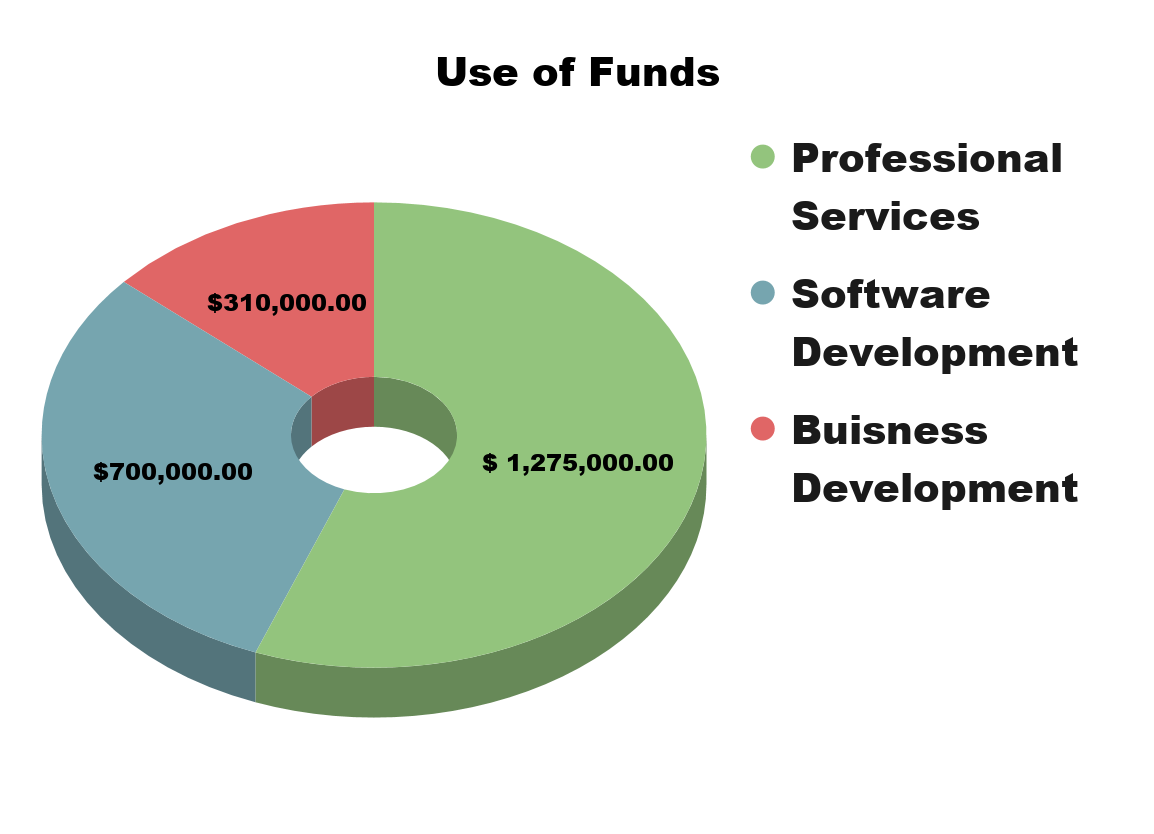 Use of Funds
Professional
Services
Software
Development
Buisness
Development
$310,000.00
$700,000.00
$ 1,275,000.00